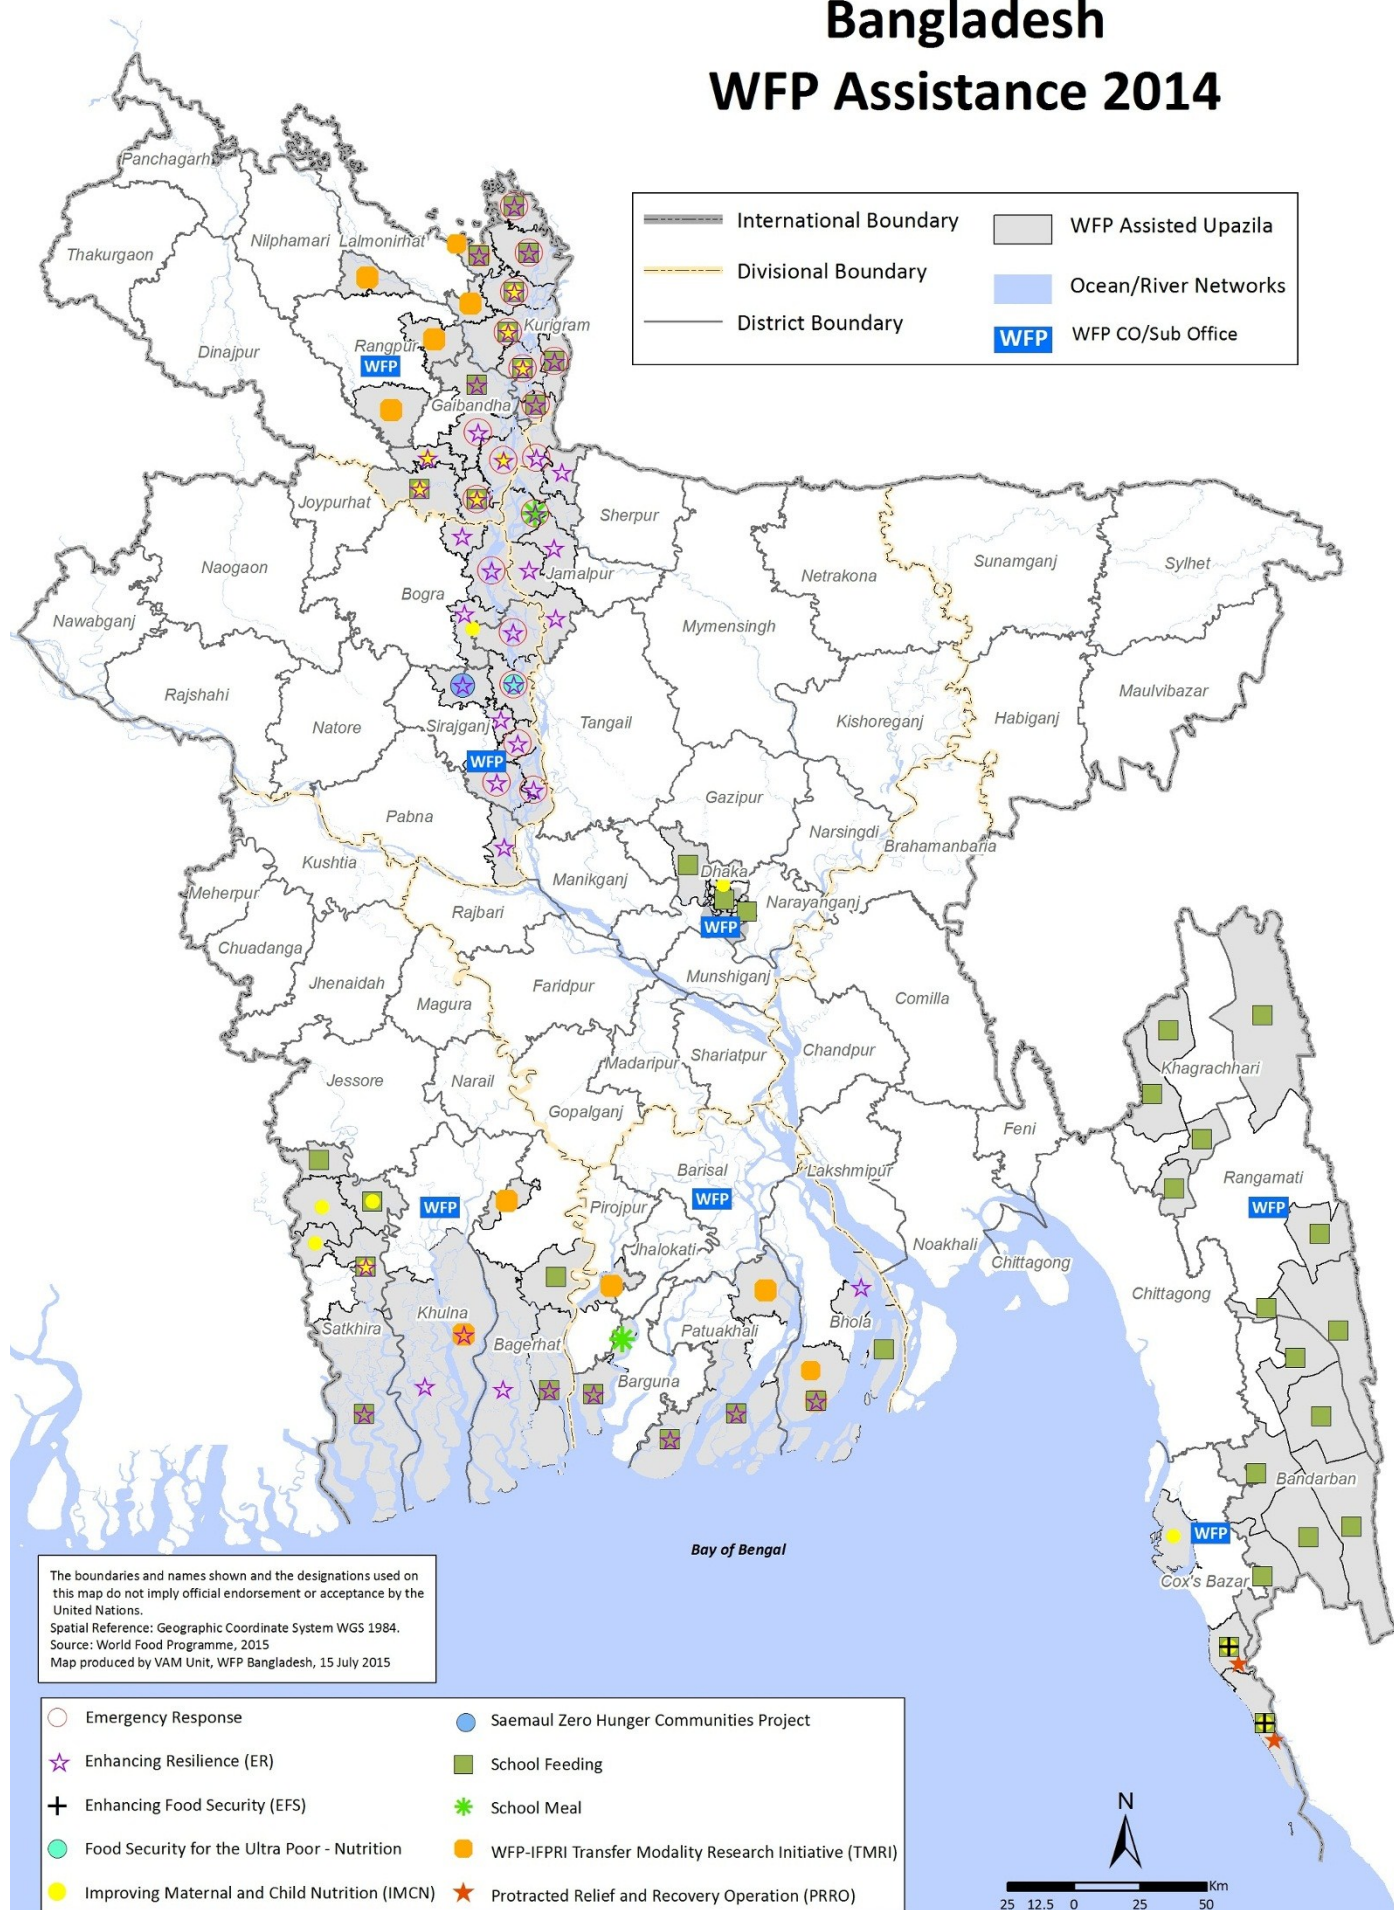 Bangladesh
WFP Assistance 2014
International Boundary
Divisional Boundary
District Boundary
WFP Assisted Upazila
Ocean/River Networks
WFP
WFP CO/Sub Office
Panchagarh
Thakurgaon
Nilphamari
Lalmonirhat
Dinajpur
Rangpur
WFP
Kurigram
Gaibandha
Joypurhat
Sherpur
Naogaon
Netrakona
Sunamganj
Sylhet
Jamalpur
Bogra
Nawabganj
Mymensingh
Rajshahi
Maulvibazar
Natore
Sirajganj
Tangail
Kishoreganj
Habiganj
WFP
Pabna
Gazipur
Narsingdi
Brahamanbaria
Kushtia
Manikganj
Dhaka
Meherpur
Narayanganj
Rajbari
WFP
Chuadanga
Jhenaidah
Faridpur
Munshiganj
Magura
Comilla
Madaripur
Shariatpur
Chandpur
Khagrachhari
Jessore
Narail
Gopalganj
Feni
Barisal
Lakshmipur
Rangamati
WFP
WFP
WFP
Pirojpur
Jhalokati
Noakhali
Chittagong
Chittagong
Khulna
Satkhira
Bagerhat
Patuakhali
Bhola
Barguna
Bandarban
WFP
Cox's Bazar
Bay of Bengal
The boundaries and names shown and the designations used on
this map do not imply official endorsement or acceptance by the
United Nations.
Spatial Reference: Geographic Coordinate System WGS 1984.
Source: World Food Programme, 2015
Map produced by VAM Unit, WFP Bangladesh, 15 July 2015
Emergency Response
Enhancing Resilience (ER)
Enhancing Food Security (EFS)
Food Security for the Ultra Poor - Nutrition
Improving Maternal and Child Nutrition (IMCN)
Saemaul Zero Hunger Communities Project
School Feeding
School Meal
WFP-IFPRI Transfer Modality Research Initiative (TMRI)
Protracted Relief and Recovery Operation (PRRO)
N
Km
25 12.5 0 25 50